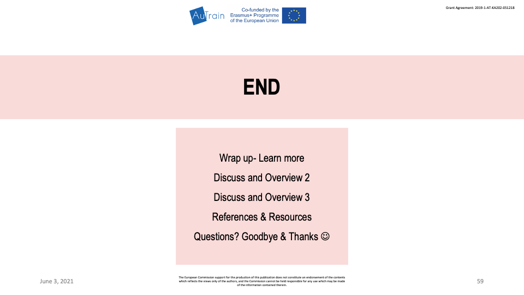 Grant Agreement: 2019-1-AT-KA202-051218
AuTrain
Co-funded by the
Erasmus+ Programme
of the European Union
END
Wrap up- Learn more
Discuss and Overview 2
Discuss and Overview 3
References & Resources
Questions? Goodbye & Thanks ☺
June 3, 2021
The European Commission support for the production of this publication does not constitute an endorsement of the contents
which reflects the views only of the authors, and the Commission cannot be held responsible for any use which may be made
of the information contained therein.
59